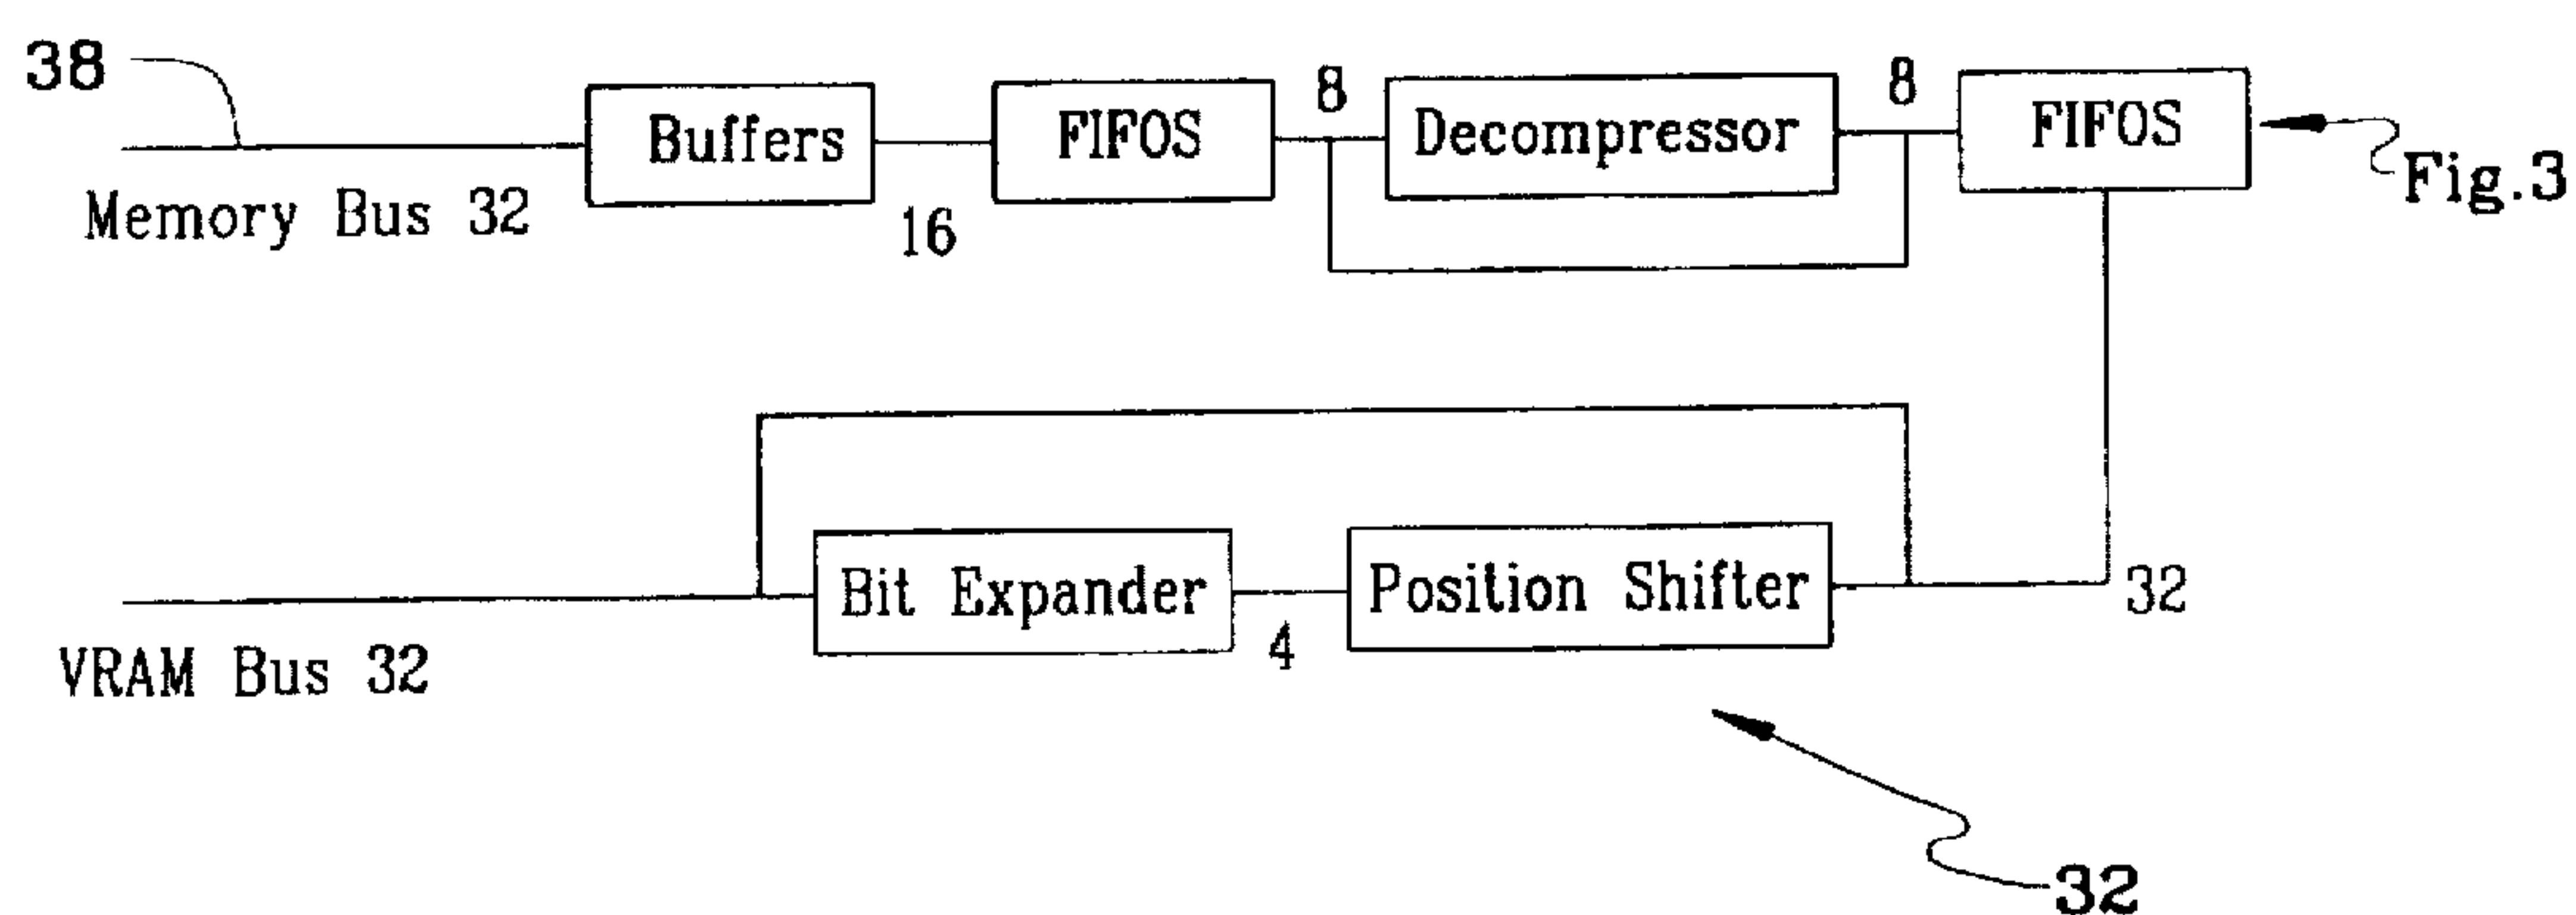 38
Memory Bus 32
Buffers
16
FIFOS
8
Decompressor
8
FIFOS
Fig.3
VRAM Bus 32
Bit Expander
4
Position Shifter
32
32